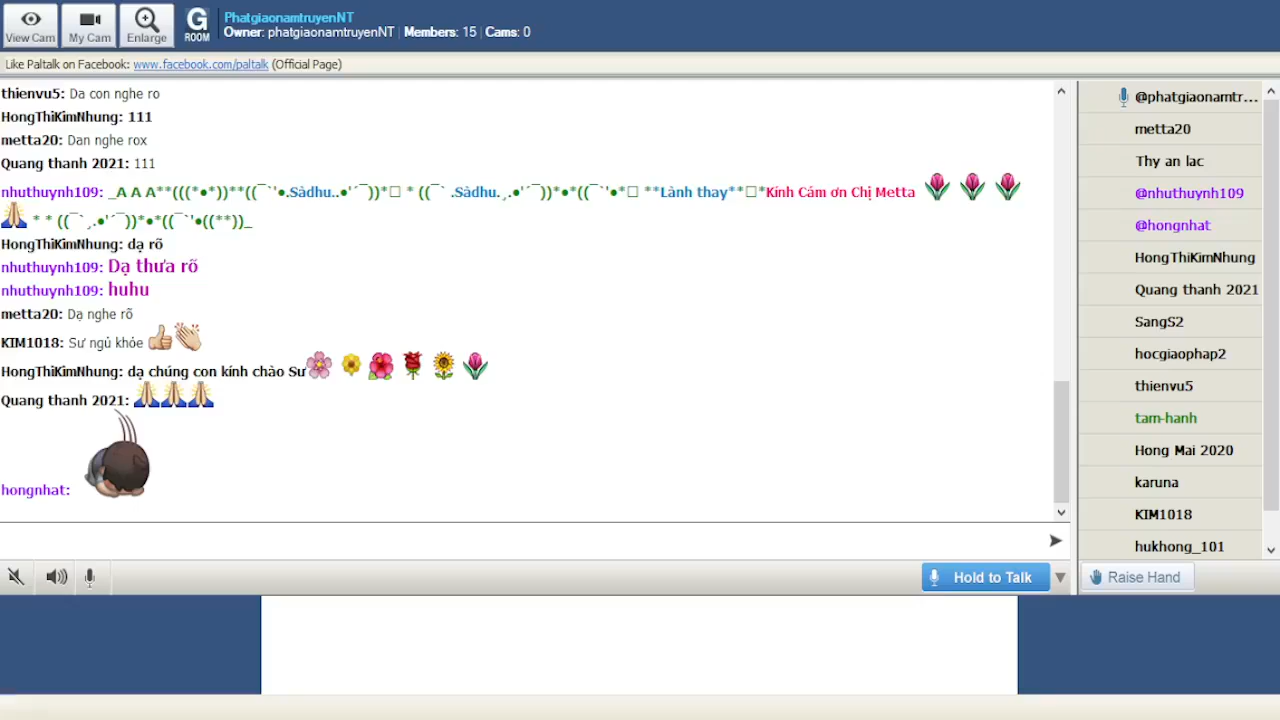 View Cam
My Cam
Enlarge
G
ROOM
PhatgiaonamtruyenNT
Owner: phatgiaonamtruyenNT | Members: 15 | Cams: 0
Like Paltalk on Facebook: www.facebook.com/paltalk (Official Page)
thienvu5: Da con nghe ro
HongThiKimNhung: 111
metta20: Dan nghe rox
Quang thanh 2021: 111
nhuthuynh109: _A A A**(((*•*))**((¯`'•.Sādhu..•'´¯))*□ * ((¯` .Sādhu.¸.•'´¯))*•*((¯`'•*□ **Lành thay**□*Kính Cám ơn Chị Metta
* * ((¯`¸.•'´¯))*•*((¯`'•((**))_
HongThiKimNhung: dạ rõ
nhuthuynh109: Dạ thưa rõ
nhuthuynh109: huhu
metta20: Dạ nghe rõ
KIM1018: Sư ngủ khỏe
HongThiKimNhung: dạ chúng con kính chào Sư
Quang thanh 2021:
hongnhat:
@phatgiaonamtr...
metta20
Thy an lac
@nhuthuynh109
@hongnhat
HongThiKimNhung
Quang thanh 2021
SangS2
hocgiaophap2
thienvu5
tam-hanh
Hong Mai 2020
karuna
KIM1018
hukhong_101
Hold to Talk
Raise Hand